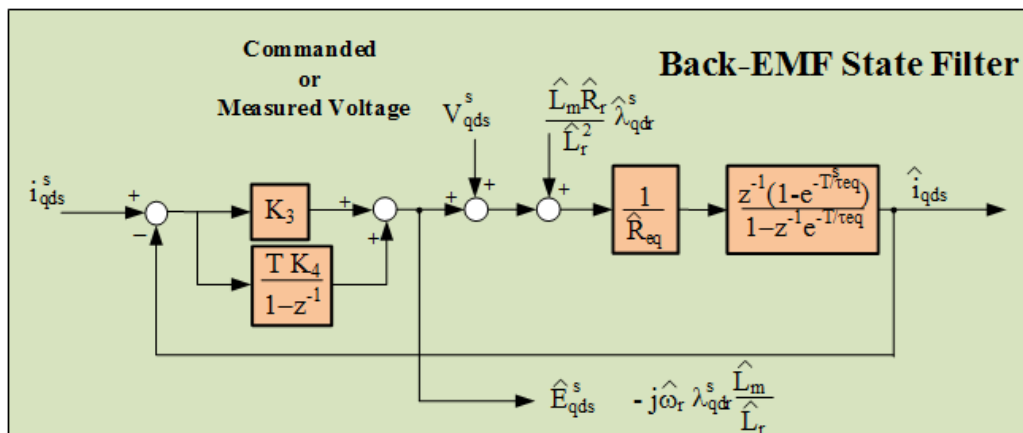 Commanded
or
Measured Voltage
Back-EMF State Filter
V^s_qds
L̂_m R̂_r / L̂_r^2 λ̂^s_qdr
i^s_qds
+
−
K_3
+
+
+
+
+
+
1 / R̂_eq
z^-1 (1-e^-T/τ^s eq) / 1-z^-1 e^-T/τeq
î_qds
T K_4 / 1-z^-1
Ê^s_qds - jω̂_r λ^s_qdr L̂_m / L̂_r